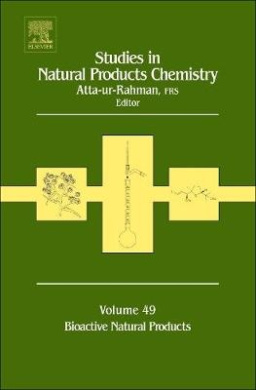 ELSEVIER
Studies in
Natural Products Chemistry
Atta-ur-Rahman, FRS
Editor
Volume 49
Bioactive Natural Products